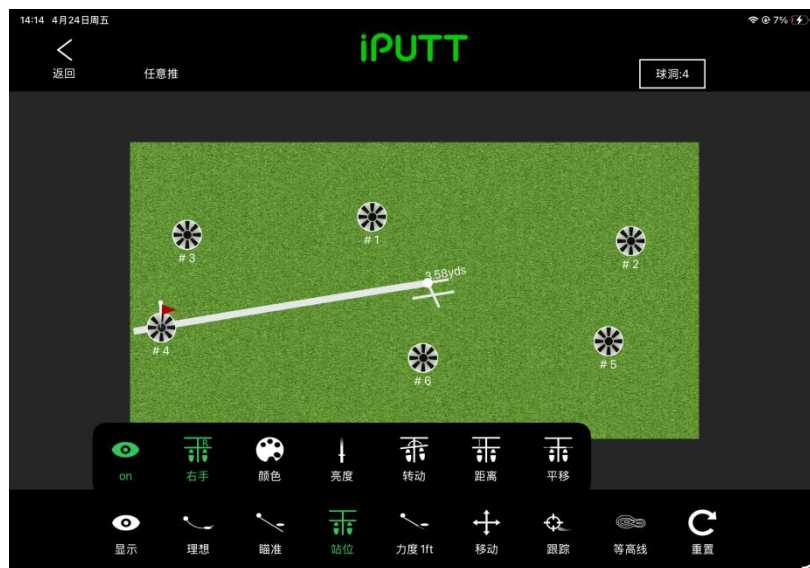 14:14 4月24日周五
7%
iPUTT
返回
任意推
球洞:4
#3
#1
#2
3.58yds
#4
#5
#6
R
on
右手
颜色
亮度
转动
距离
平移
显示
理想
瞄准
站位
力度 1ft
移动
跟踪
等高线
重置